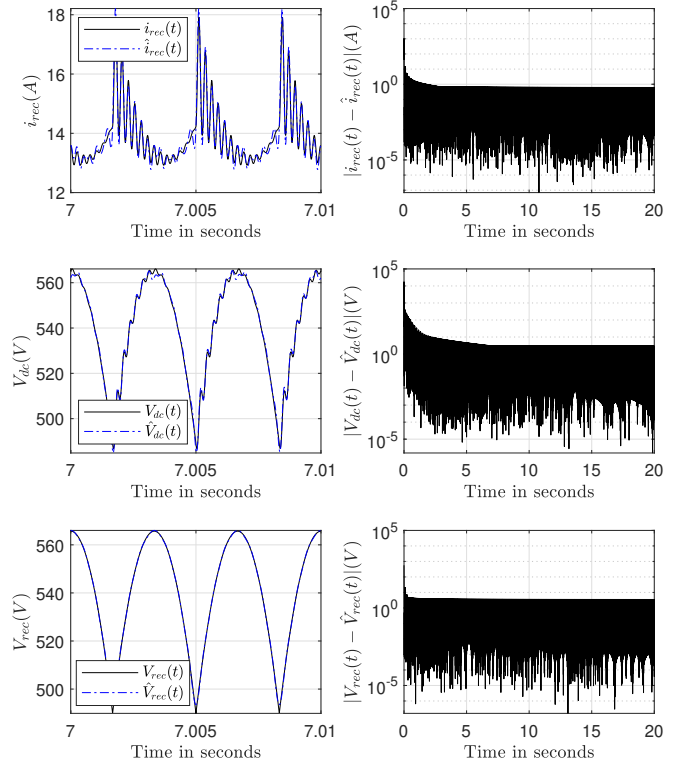 i_rec(A)
18
16
14
12
i_rec(t)
î_rec(t)
7
7.005
7.01
Time in seconds
|i_rec(t) − î_rec(t)|(A)
10^5
10^0
10^-5
0
5
10
15
20
Time in seconds
V_dc(V)
560
540
520
500
V_dc(t)
V̂_dc(t)
7
7.005
7.01
Time in seconds
|V_dc(t) − V̂_dc(t)|(V)
10^5
10^0
10^-5
0
5
10
15
20
Time in seconds
V_rec(V)
560
540
520
500
V_rec(t)
V̂_rec(t)
7
7.005
7.01
Time in seconds
|V_rec(t) − V̂_rec(t)|(V)
10^5
10^0
10^-5
0
5
10
15
20
Time in seconds